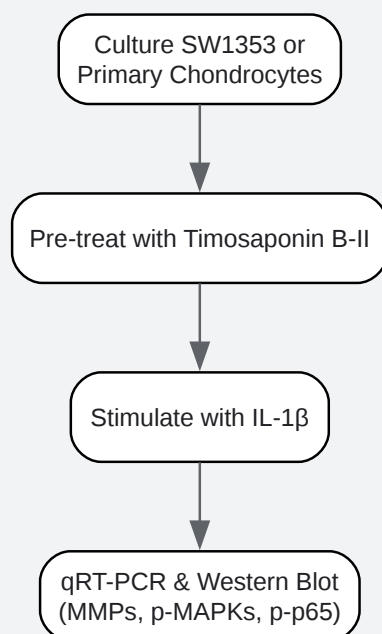 Culture SW1353 or
Primary Chondrocytes
Pre-treat with Timosaponin B-II
Stimulate with IL-1β
qRT-PCR & Western Blot
(MMPs, p-MAPKs, p-p65)